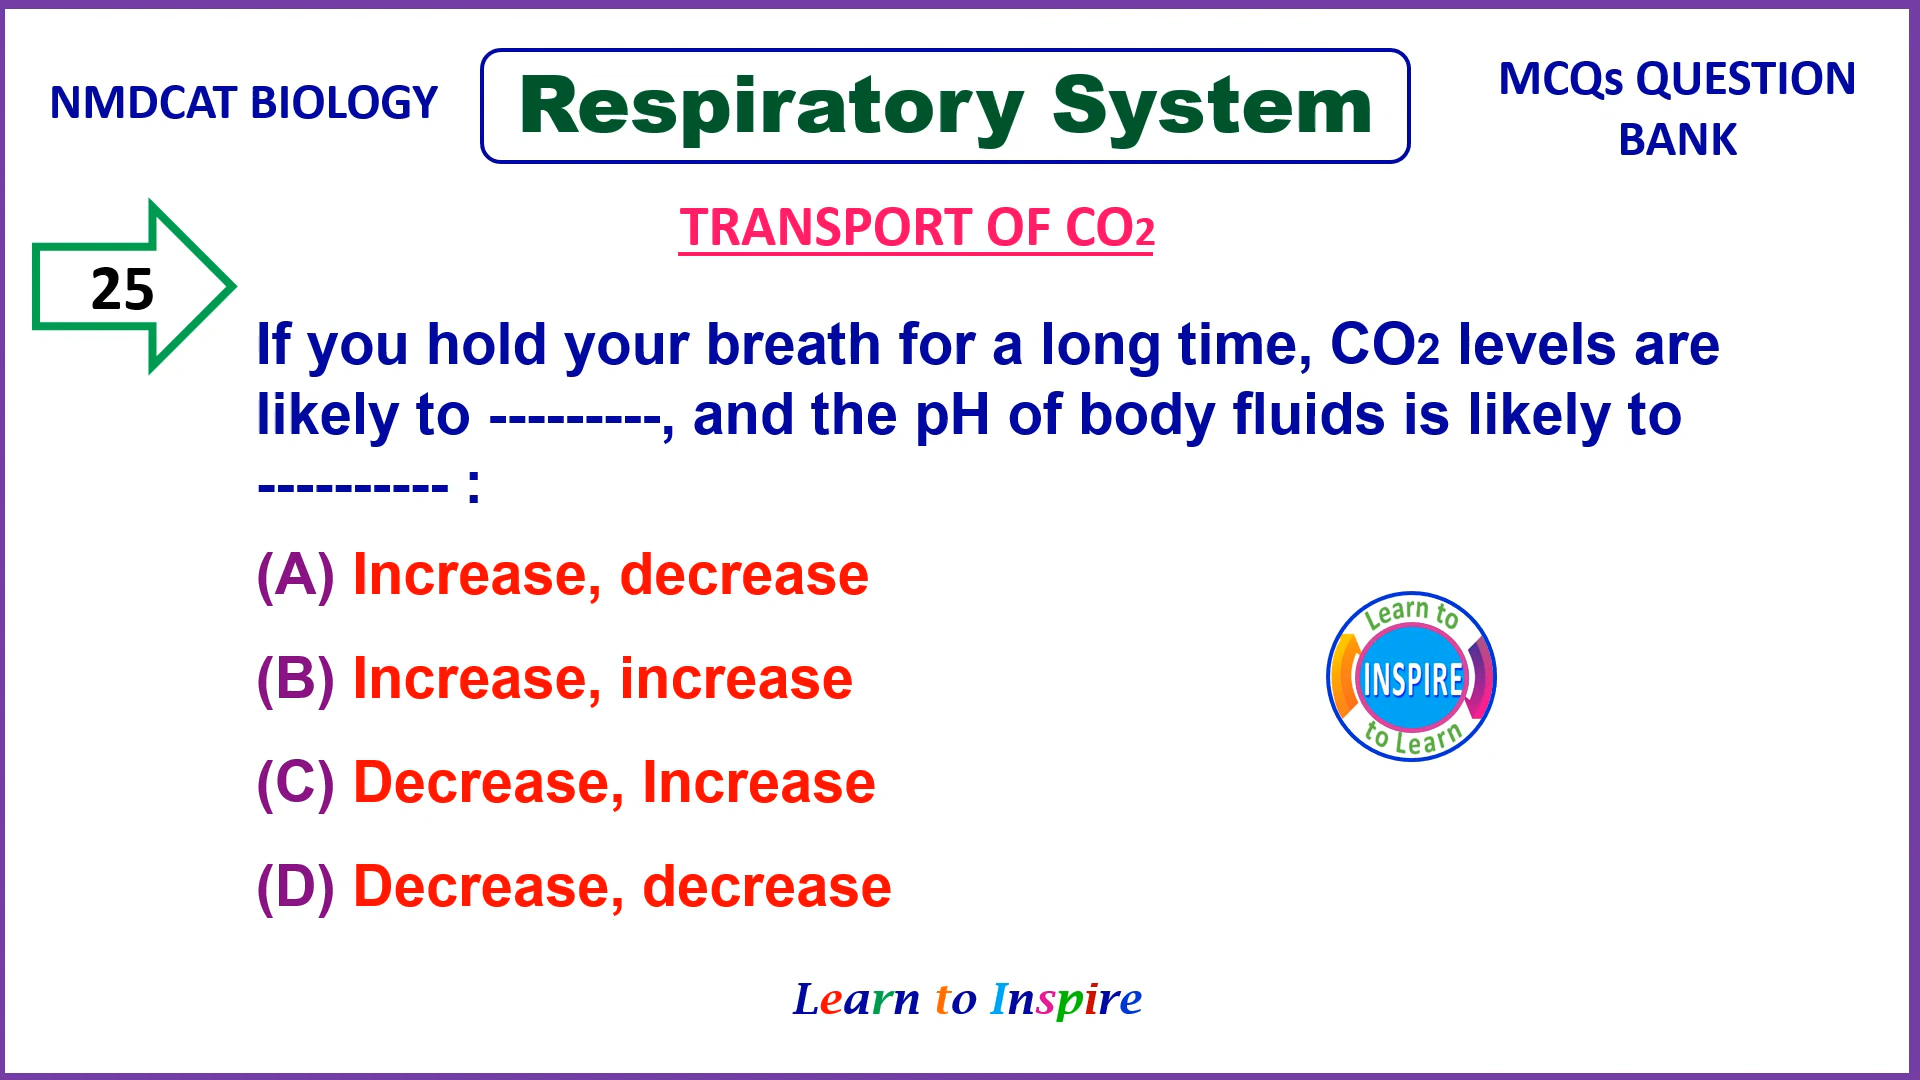 NMDCAT BIOLOGY
Respiratory System
MCQs QUESTION
BANK
TRANSPORT OF CO2
25
If you hold your breath for a long time, CO2 levels are
likely to ---------, and the pH of body fluids is likely to
---------- :
(A) Increase, decrease
(B) Increase, increase
(C) Decrease, Increase
(D) Decrease, decrease
Learn to
INSPIRE
to Learn
Learn to Inspire